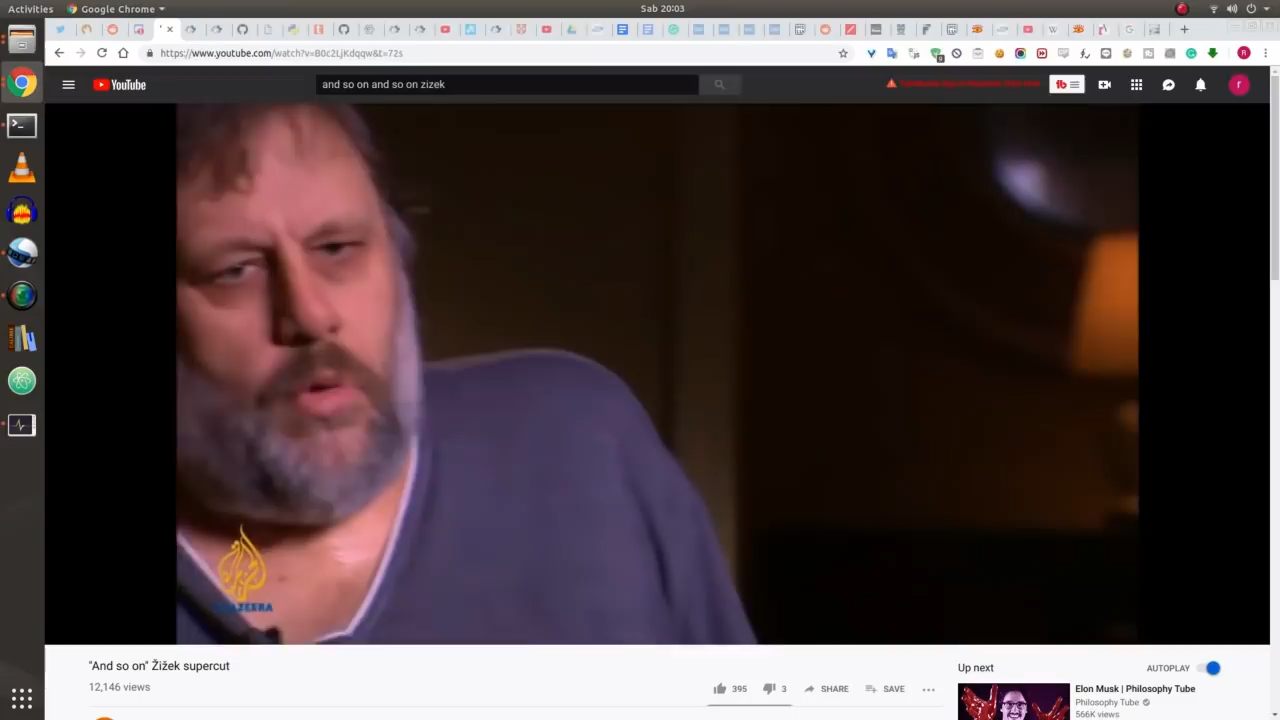 Activities
Google Chrome
Sab 20:03
https://www.youtube.com/watch?v=B0c2LjKdqqw&t=72s
YouTube
and so on and so on zizek
"And so on" Žižek supercut
12,146 views
395
3
SHARE
SAVE
Up next
AUTOPLAY
Elon Musk | Philosophy Tube
Philosophy Tube
566K views